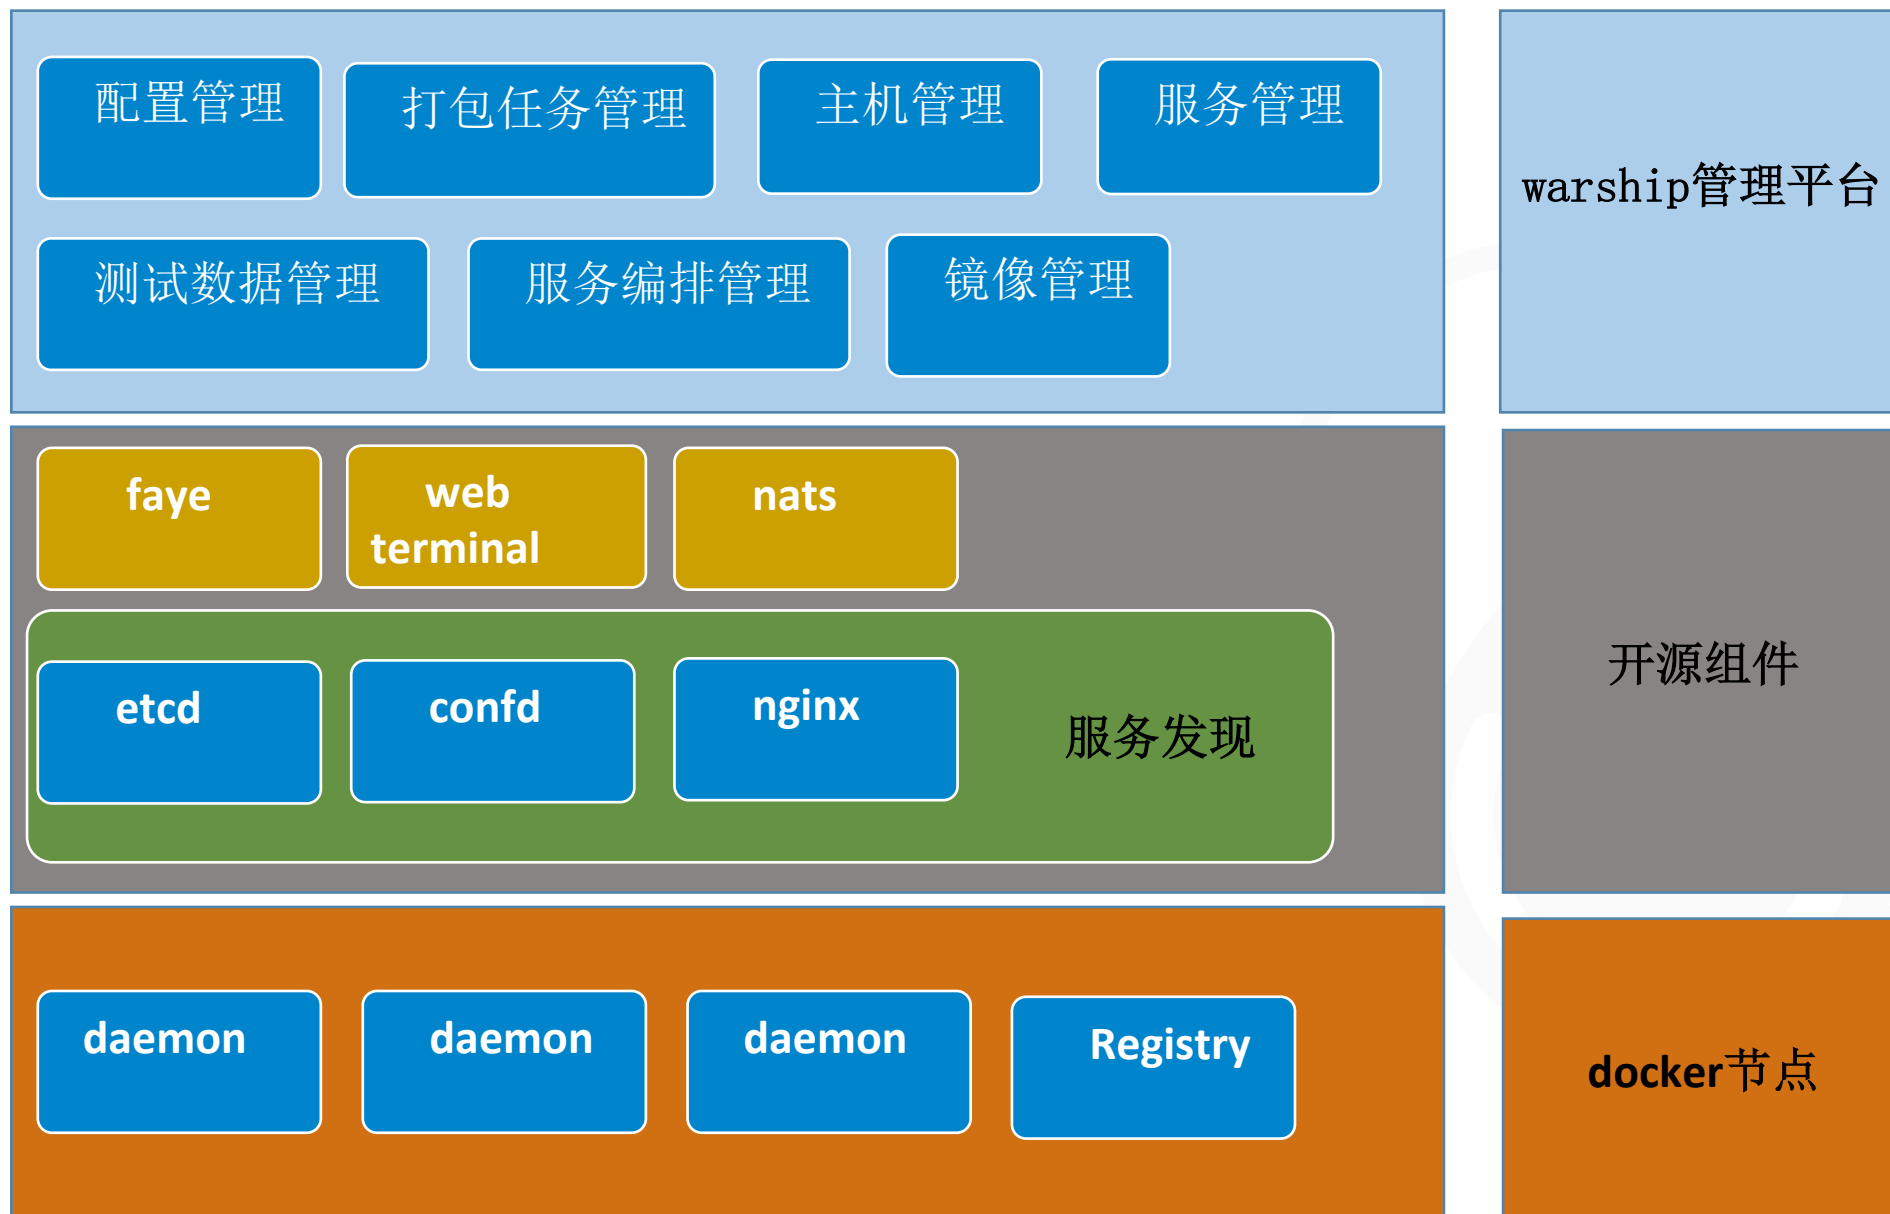 配置管理
打包任务管理
主机管理
服务管理
测试数据管理
服务编排管理
镜像管理
warship管理平台
faye
web
terminal
nats
etcd
confd
nginx
服务发现
开源组件
daemon
daemon
daemon
Registry
docker节点